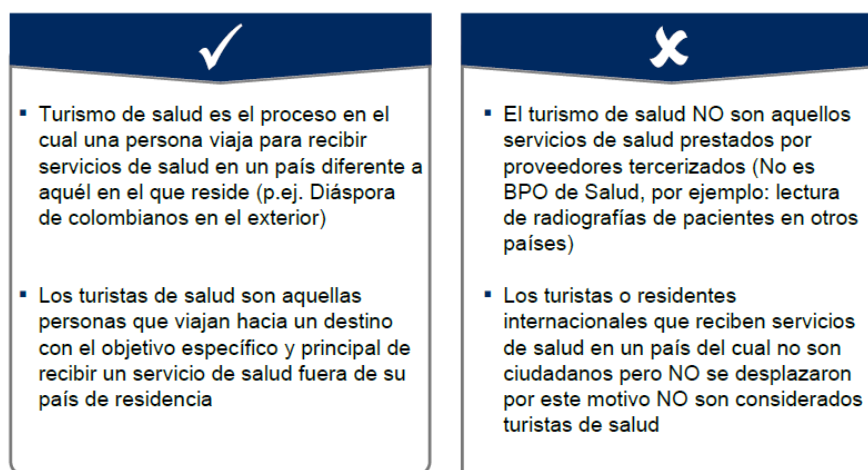 Turismo de salud es el proceso en el
cual una persona viaja para recibir
servicios de salud en un país diferente a
aquél en el que reside (p.ej. Diáspora
de colombianos en el exterior)
Los turistas de salud son aquellas
personas que viajan hacia un destino
con el objetivo específico y principal de
recibir un servicio de salud fuera de su
país de residencia
El turismo de salud NO son aquellos
servicios de salud prestados por
proveedores tercerizados (No es
BPO de Salud, por ejemplo: lectura
de radiografías de pacientes en otros
países)
Los turistas o residentes
internacionales que reciben servicios
de salud en un país del cual no son
ciudadanos pero NO se desplazaron
por este motivo NO son considerados
turistas de salud